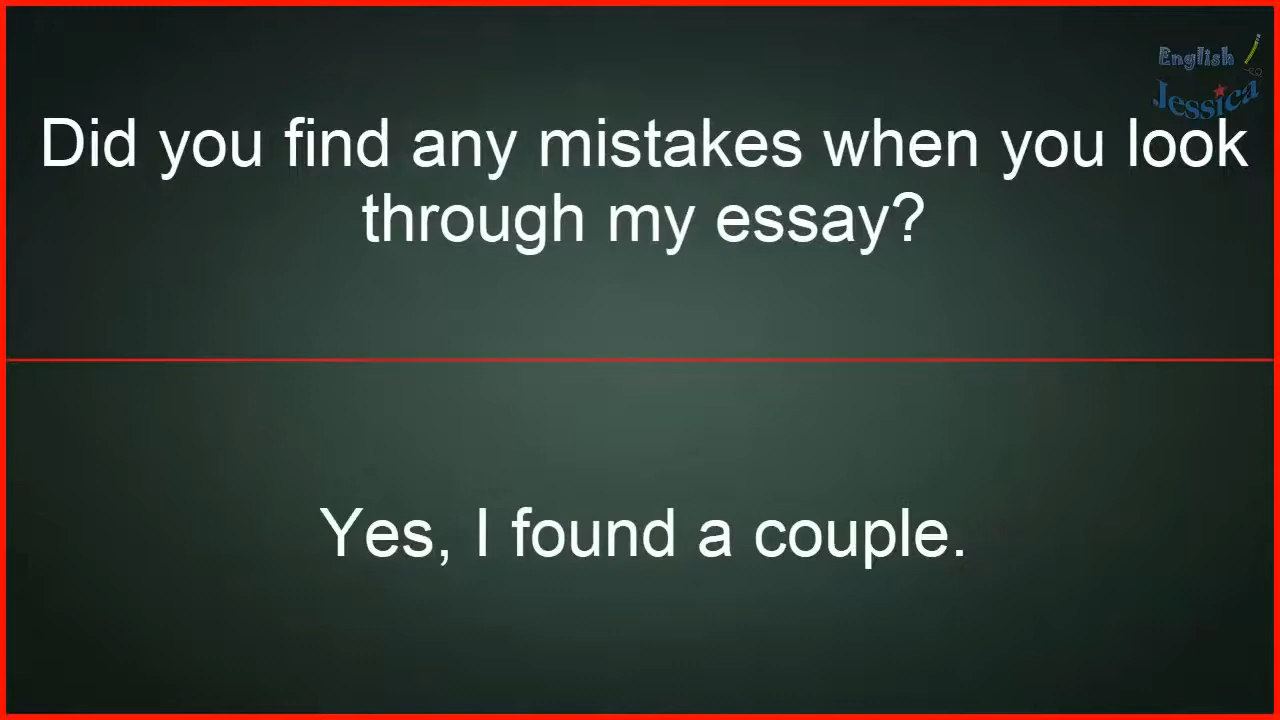 English
Jessica
Did you find any mistakes when you look
through my essay?
Yes, I found a couple.